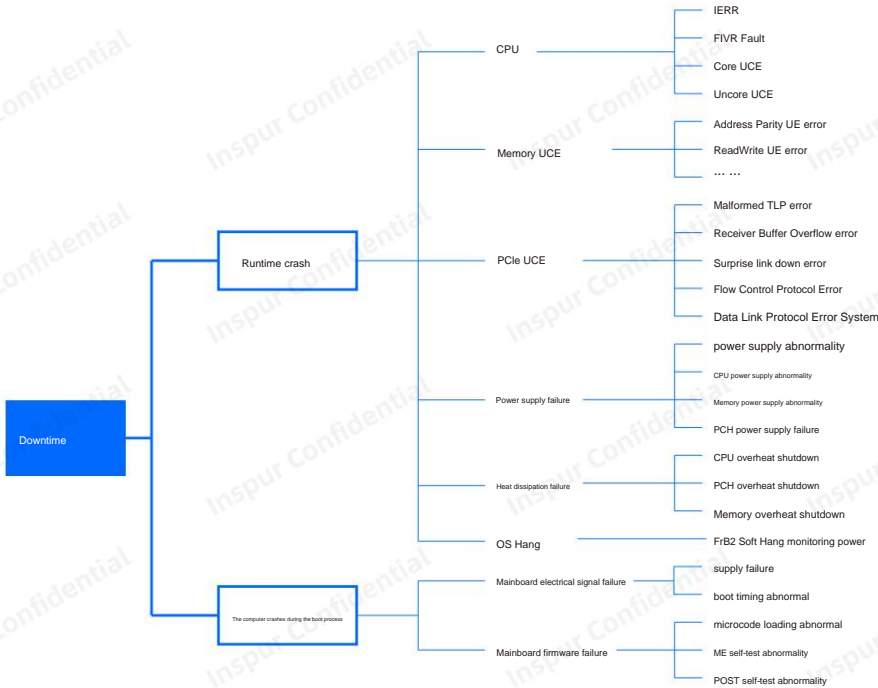 IERR
FIVR Fault
CPU
Core UCE
Uncore UCE
Address Parity UE error
Memory UCE
ReadWrite UE error
... ...
Malformed TLP error
Receiver Buffer Overflow error
Runtime crash
PCIe UCE
Surprise link down error
Flow Control Protocol Error
Data Link Protocol Error System
power supply abnormality
CPU power supply abnormality
Power supply failure
Memory power supply abnormality
PCH power supply failure
Downtime
CPU overheat shutdown
Heat dissipation failure
PCH overheat shutdown
Memory overheat shutdown
OS Hang
FrB2 Soft Hang monitoring power
supply failure
Mainboard electrical signal failure
boot timing abnormal
The computer crashes during the boot process
microcode loading abnormal
Mainboard firmware failure
ME self-test abnormality
POST self-test abnormality
Inspur Confidential